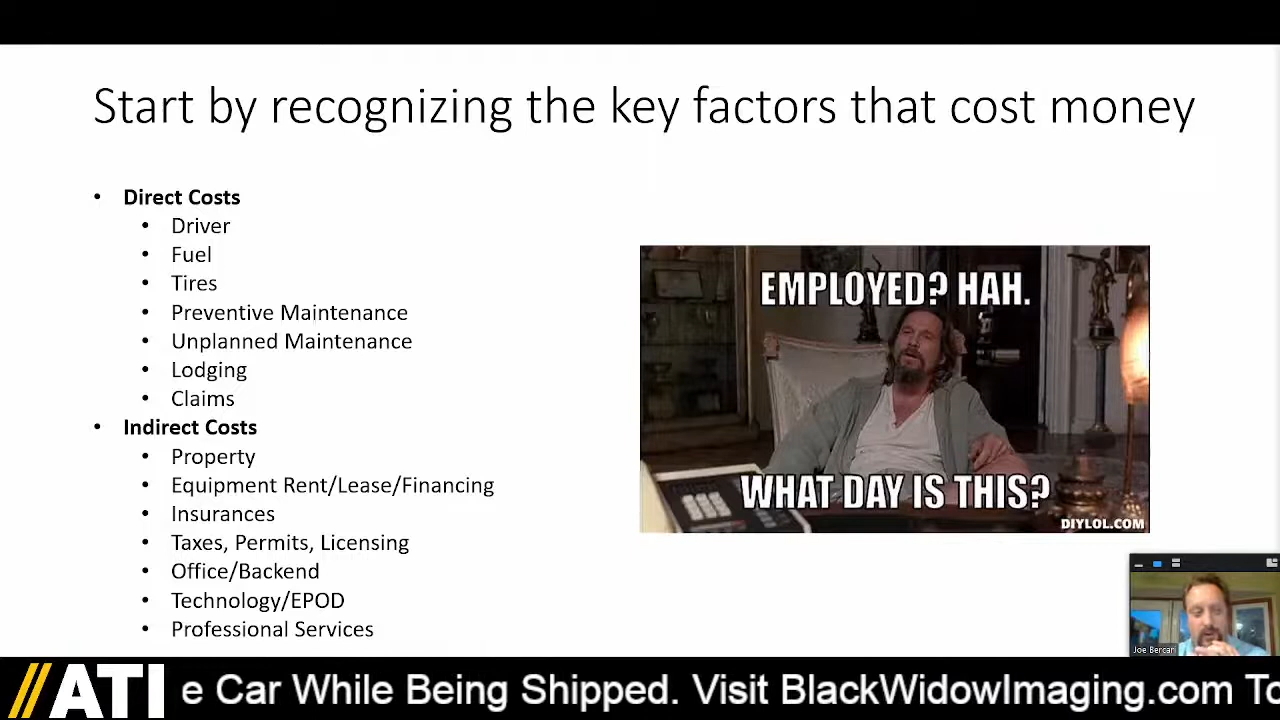 Start by recognizing the key factors that cost money
• Direct Costs
• Driver
• Fuel
• Tires
• Preventive Maintenance
• Unplanned Maintenance
• Lodging
• Claims
• Indirect Costs
• Property
• Equipment Rent/Lease/Financing
• Insurances
• Taxes, Permits, Licensing
• Office/Backend
• Technology/EPOD
• Professional Services
EMPLOYED? HAH.
WHAT DAY IS THIS?
DIYLOL.COM
Joe Bercan
ATI
e Car While Being Shipped. Visit BlackWidowImaging.com To